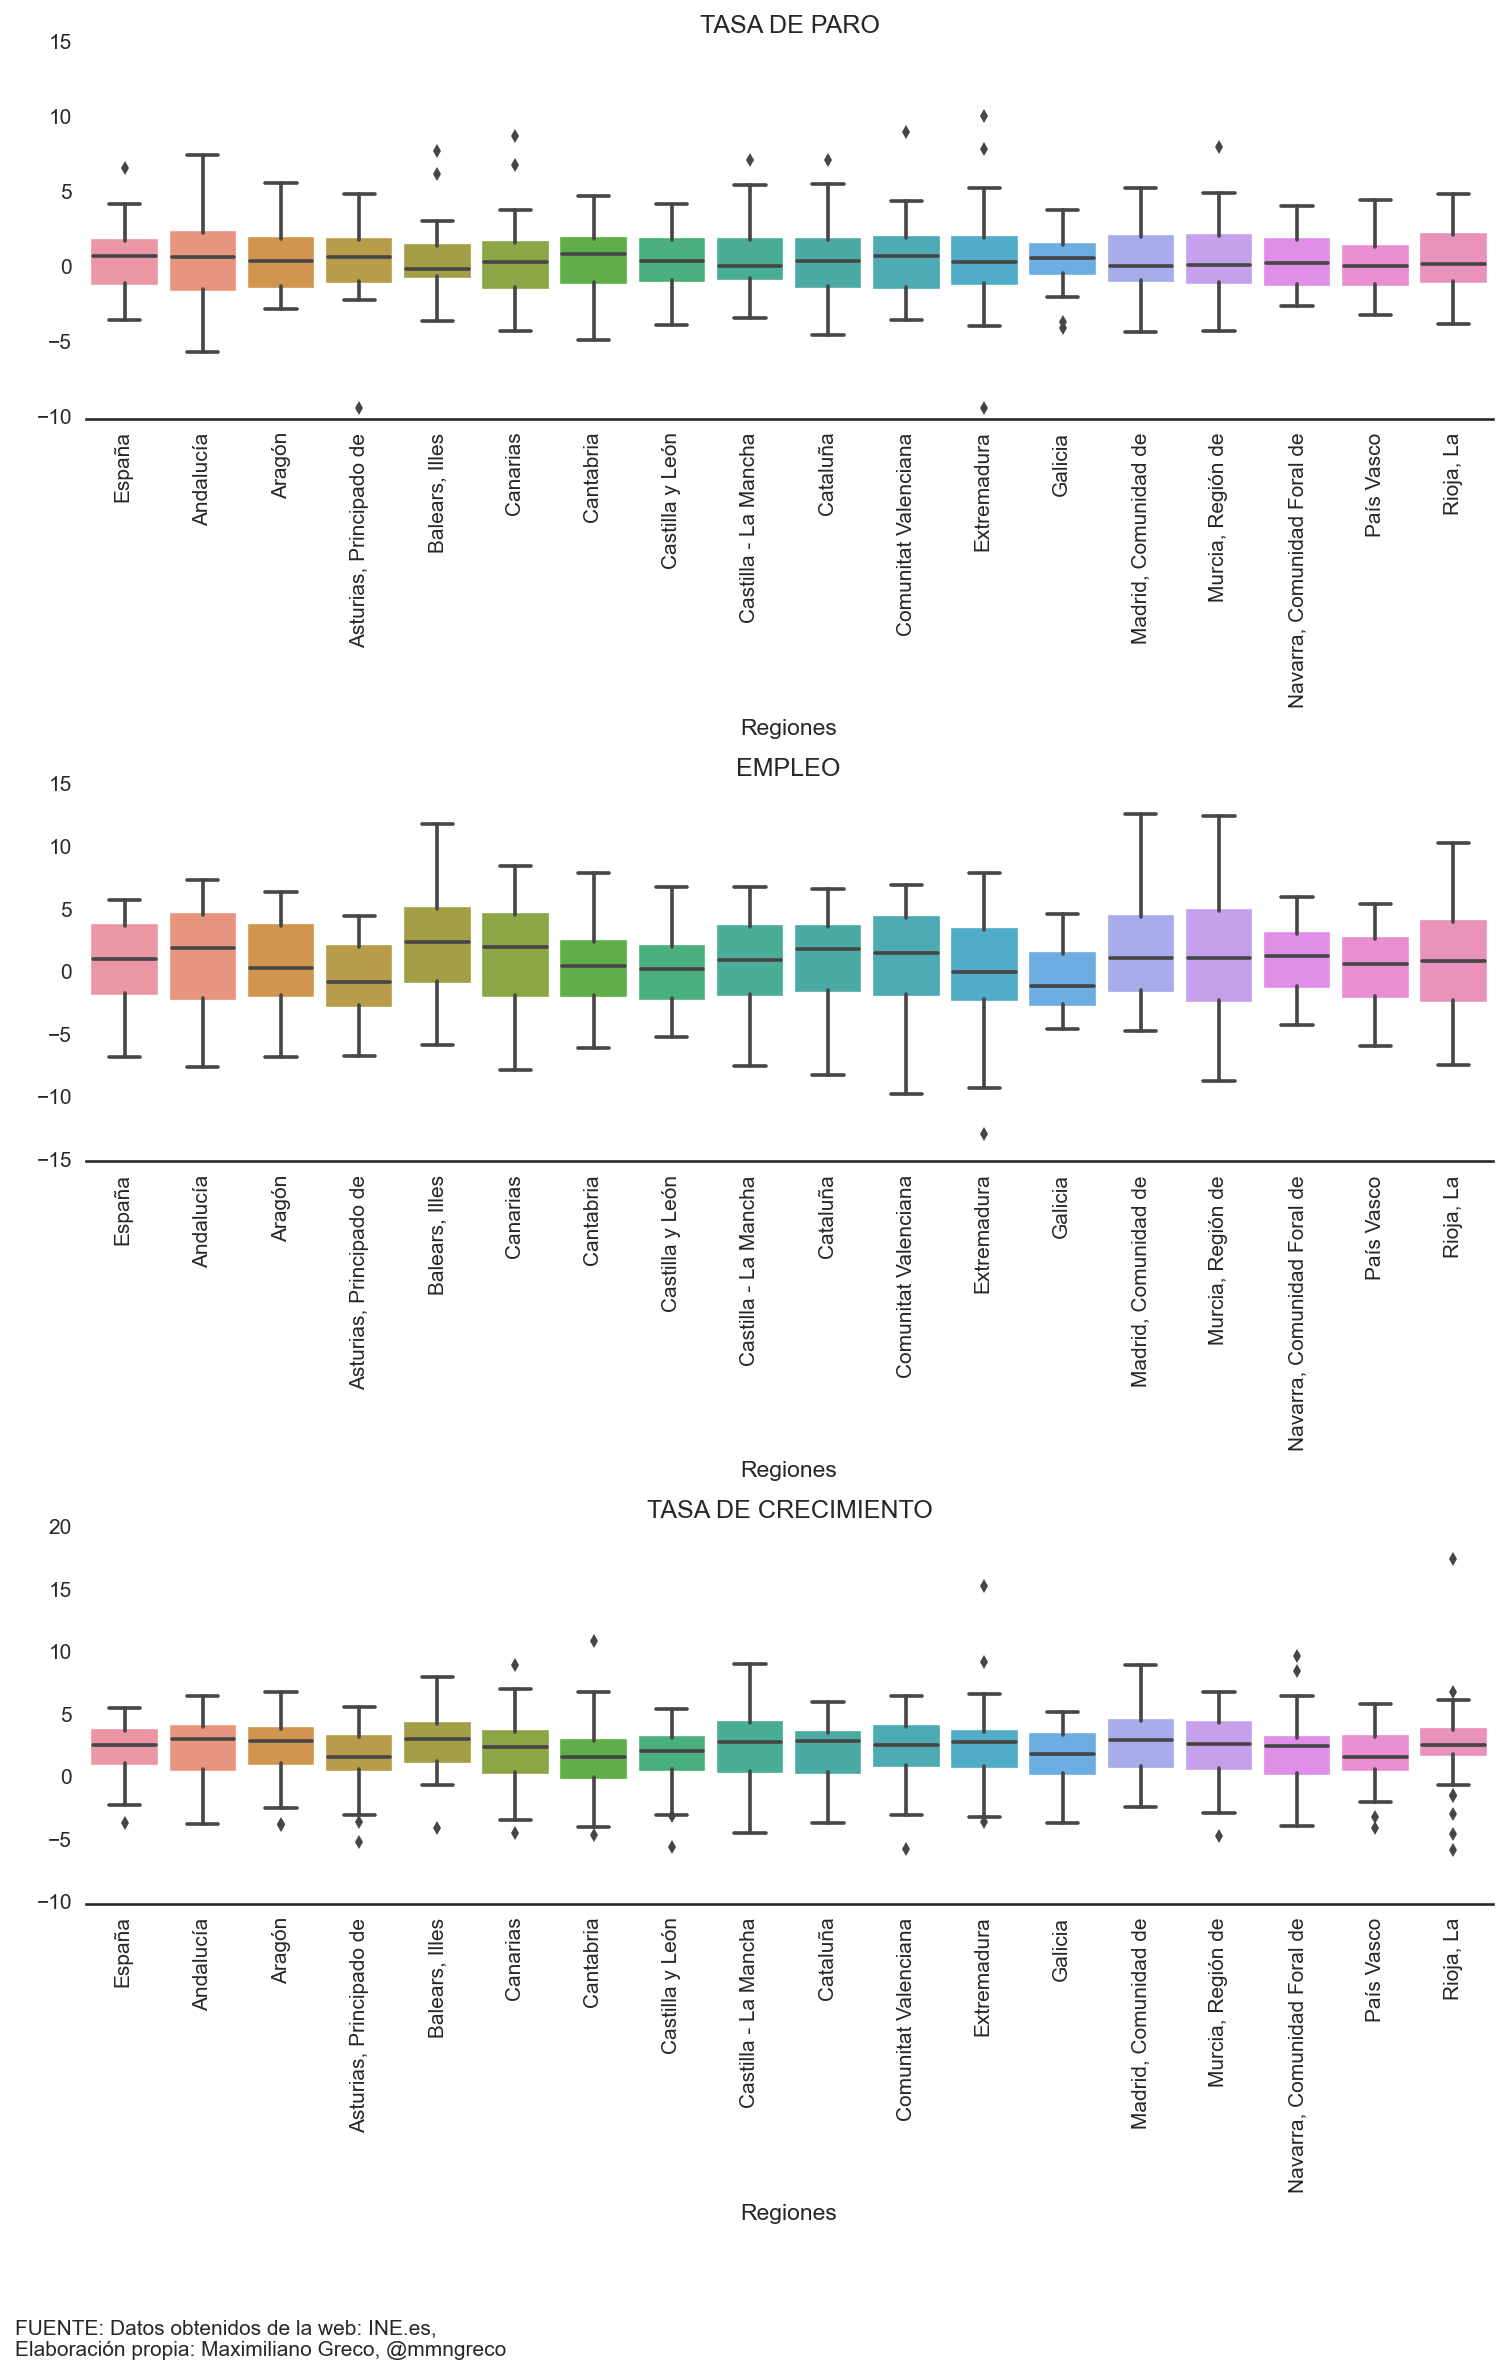 TASA DE PARO
15
10
5
0
−5
−10
España
Andalucía
Aragón
Asturias, Principado de
Balears, Illes
Canarias
Cantabria
Castilla y León
Castilla - La Mancha
Cataluña
Comunitat Valenciana
Extremadura
Galicia
Madrid, Comunidad de
Murcia, Región de
Navarra, Comunidad Foral de
País Vasco
Rioja, La
Regiones
EMPLEO
15
10
5
0
−5
−10
−15
España
Andalucía
Aragón
Asturias, Principado de
Balears, Illes
Canarias
Cantabria
Castilla y León
Castilla - La Mancha
Cataluña
Comunitat Valenciana
Extremadura
Galicia
Madrid, Comunidad de
Murcia, Región de
Navarra, Comunidad Foral de
País Vasco
Rioja, La
Regiones
TASA DE CRECIMIENTO
20
15
10
5
0
−5
−10
España
Andalucía
Aragón
Asturias, Principado de
Balears, Illes
Canarias
Cantabria
Castilla y León
Castilla - La Mancha
Cataluña
Comunitat Valenciana
Extremadura
Galicia
Madrid, Comunidad de
Murcia, Región de
Navarra, Comunidad Foral de
País Vasco
Rioja, La
Regiones
FUENTE: Datos obtenidos de la web: INE.es,
Elaboración propia: Maximiliano Greco, @mmngreco